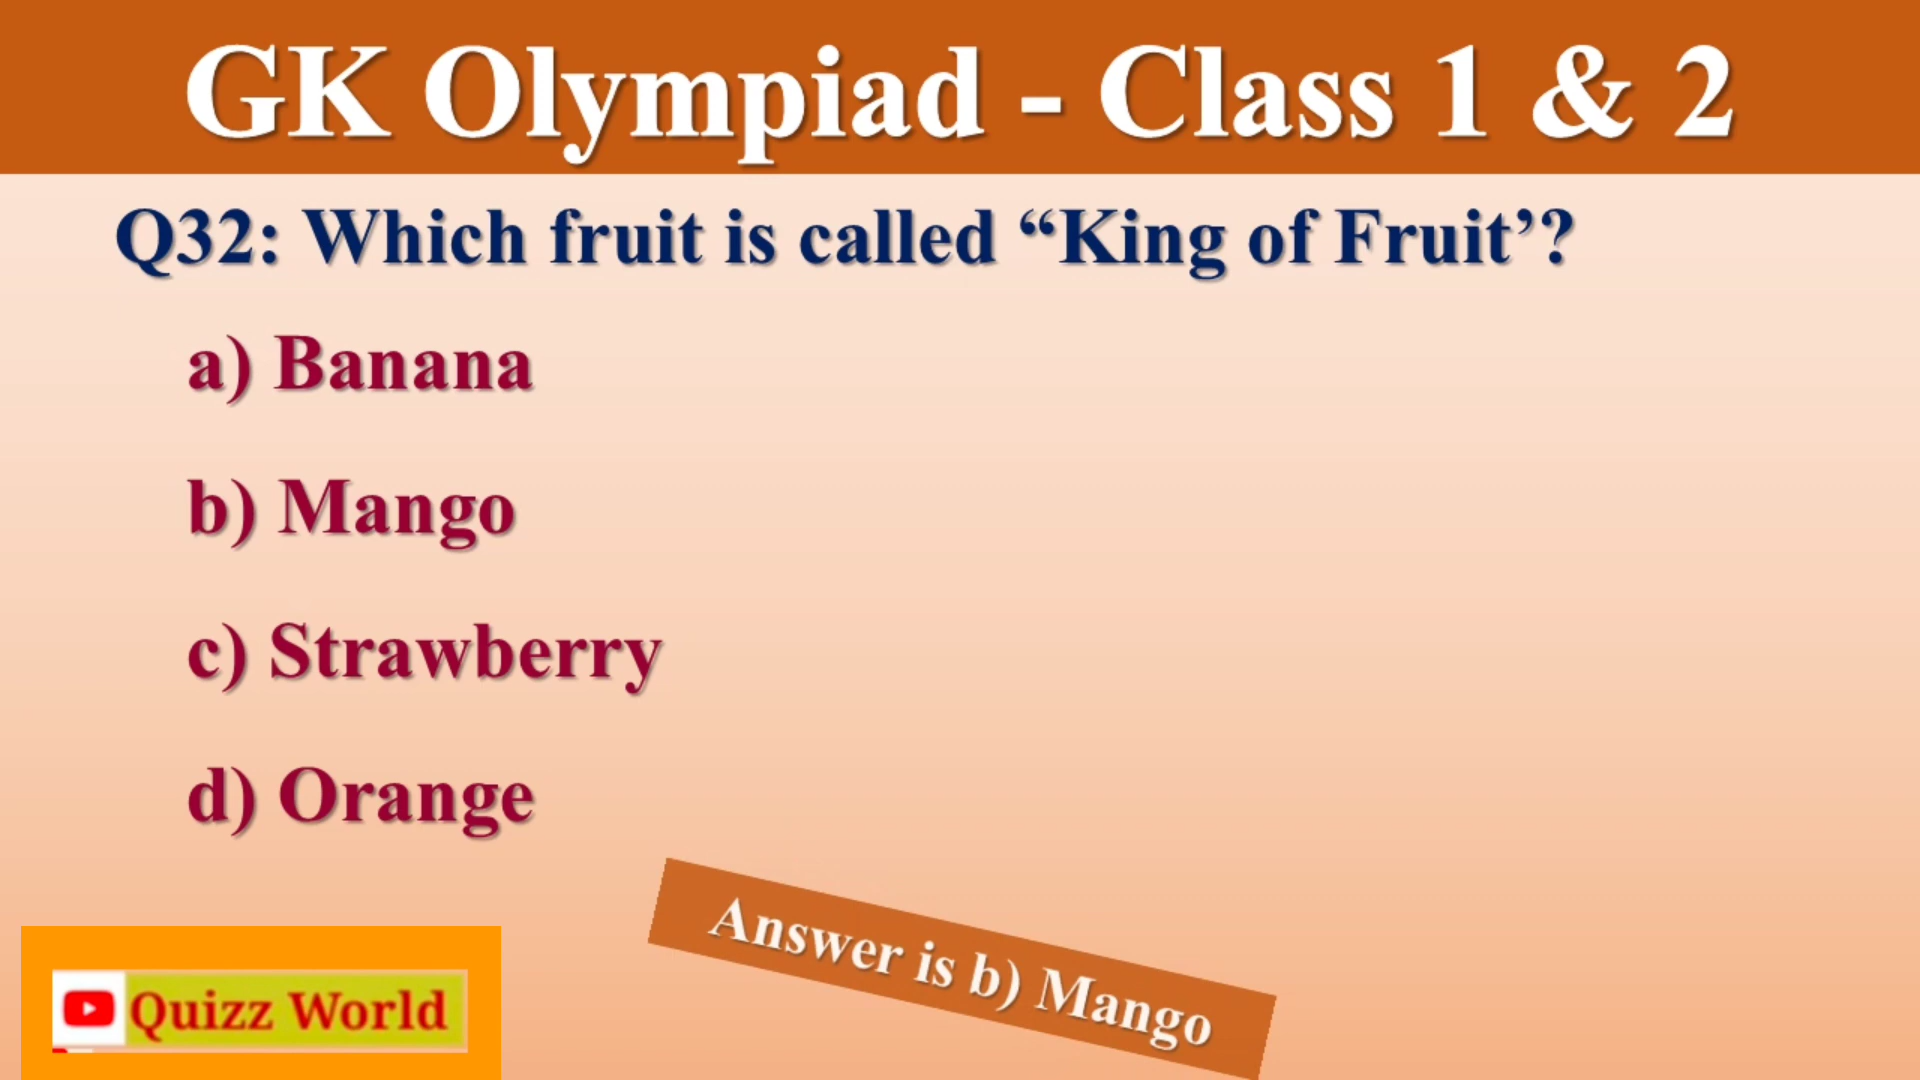 GK Olympiad - Class 1 & 2
Q32: Which fruit is called “King of Fruit’?
a) Banana
b) Mango
c) Strawberry
d) Orange
Answer is b) Mango
Quizz World